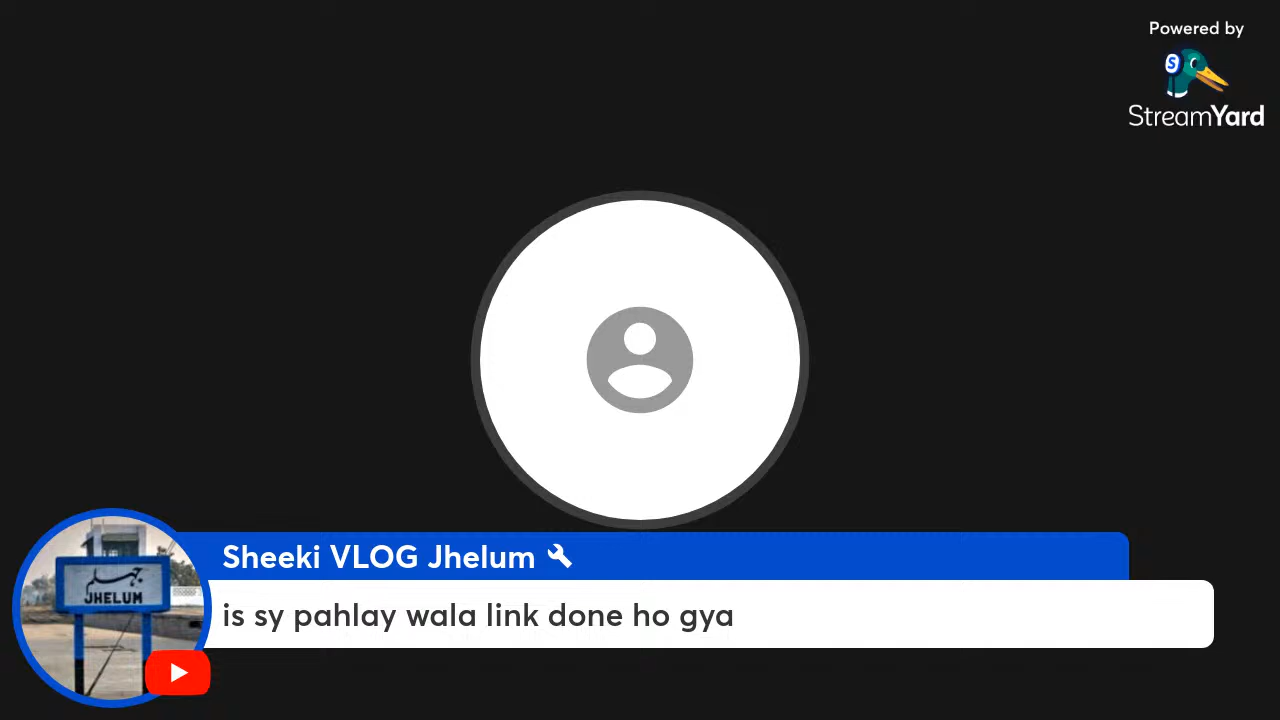 Powered by
S
StreamYard
Sheeki VLOG Jhelum
جہلم
JHELUM
is sy pahlay wala link done ho gya